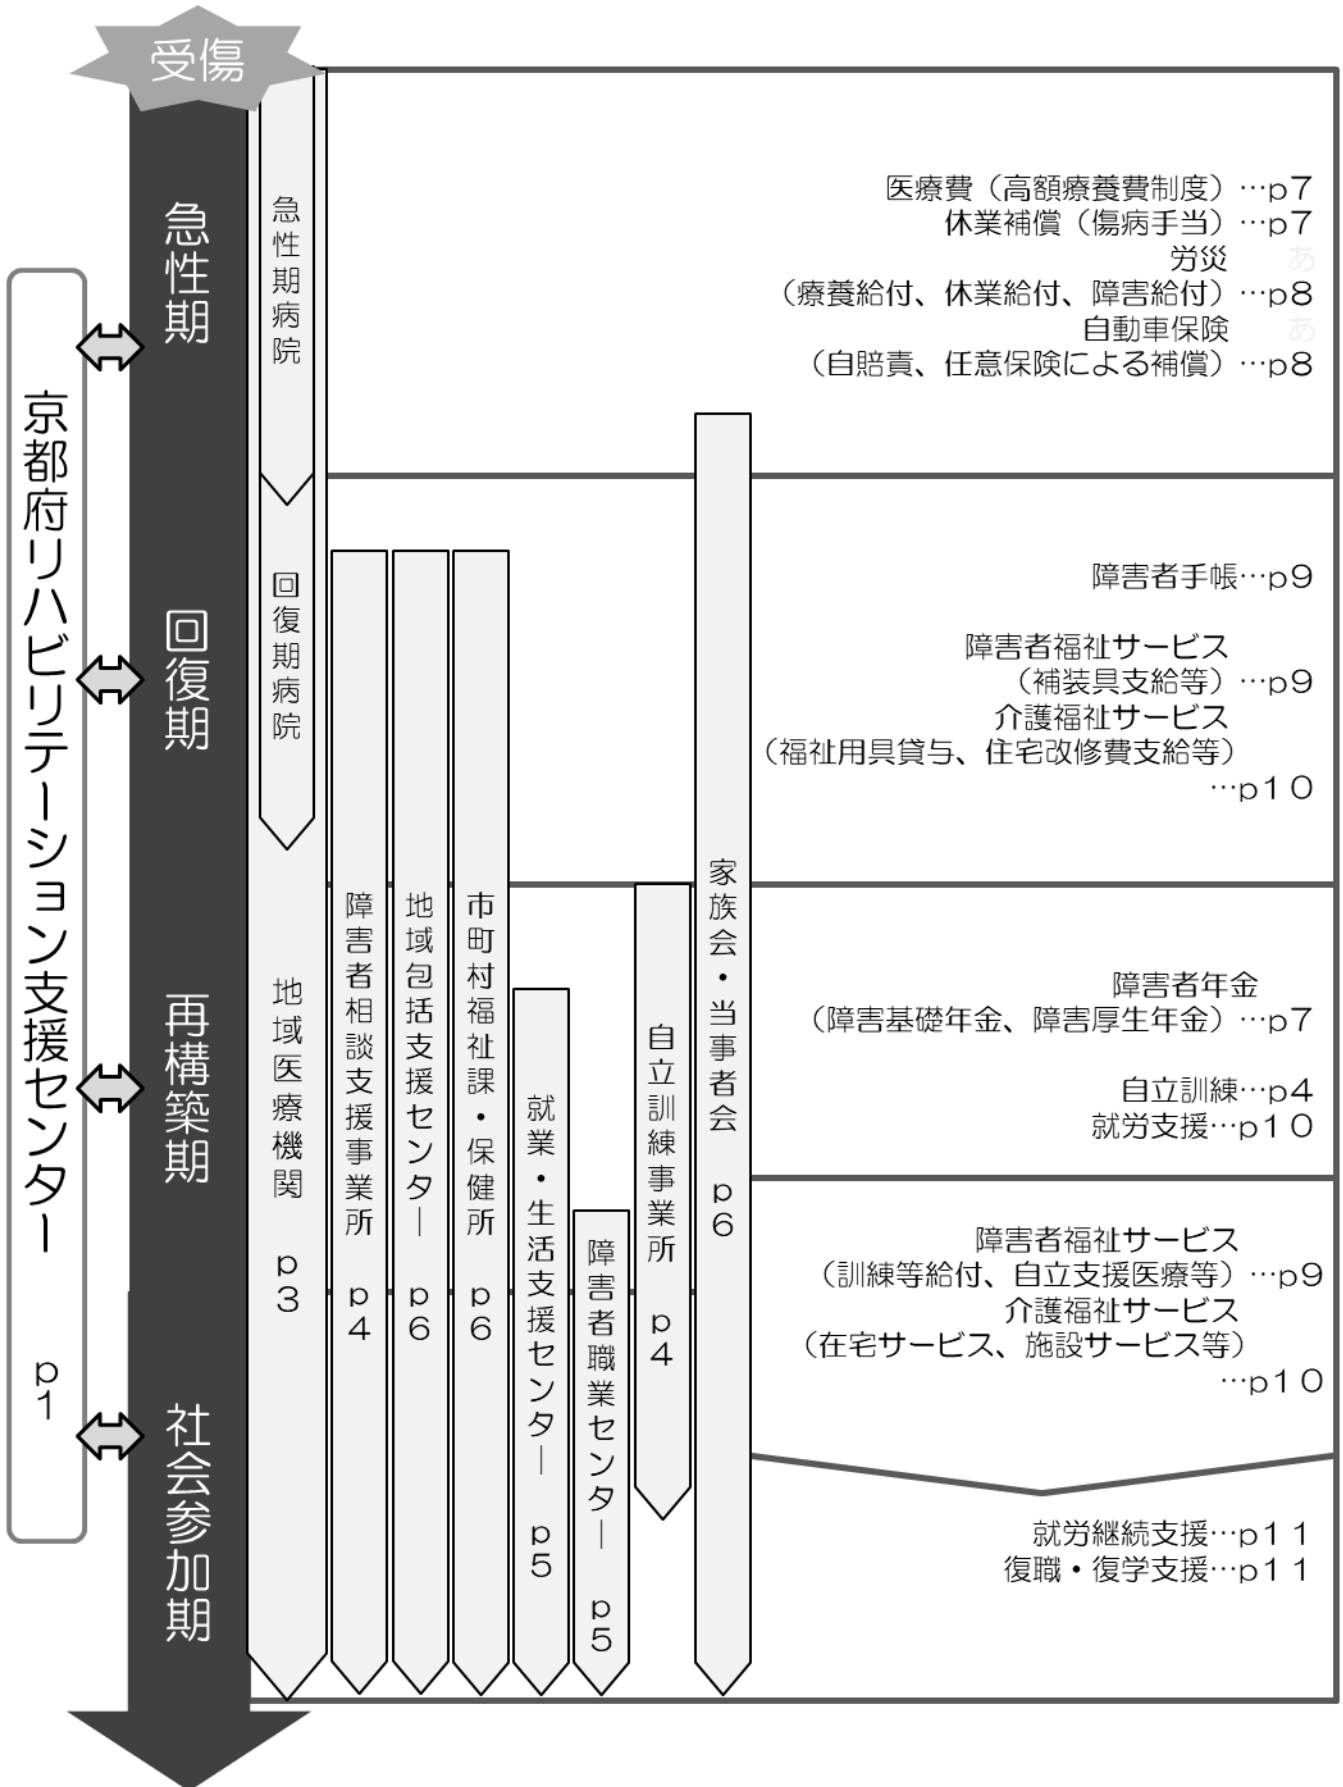 受傷
京都府リハビリテーション支援センター p1
急性期
回復期
再構築期
社会参加期
急性期病院
回復期病院
地域医療機関 p3
障害者相談支援事業所 p4
地域包括支援センター p6
市町村福祉課・保健所 p6
就業・生活支援センター p5
障害者職業センター p5
自立訓練事業所 p4
家族会・当事者会 p6
医療費（高額療養費制度）…p7
休業補償（傷病手当）…p7
労災 あ
（療養給付、休業給付、障害給付）…p8
自動車保険 あ
（自賠責、任意保険による補償）…p8
障害者手帳…p9
障害者福祉サービス
（補装具支給等）…p9
介護福祉サービス
（福祉用具貸与、住宅改修費支給等）
…p10
障害者年金
（障害基礎年金、障害厚生年金）…p7
自立訓練…p4
就労支援…p10
障害者福祉サービス
（訓練等給付、自立支援医療等）…p9
介護福祉サービス
（在宅サービス、施設サービス等）
…p10
就労継続支援…p11
復職・復学支援…p11